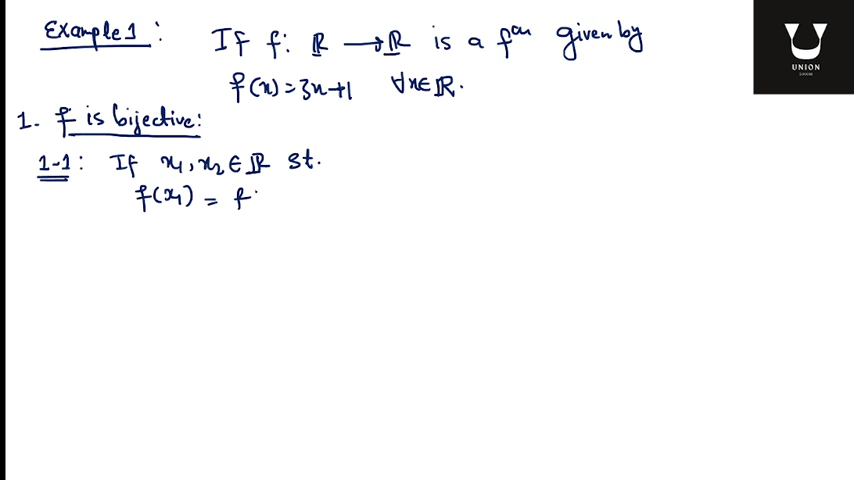 Example 1 : If f: ℝ → ℝ is a fⁿ given by
f(x) = 3x+1 ∀x∈ℝ.
1. f is bijective:
1-1: If x₁, x₂ ∈ ℝ st.
f(x₁) = f
UNION